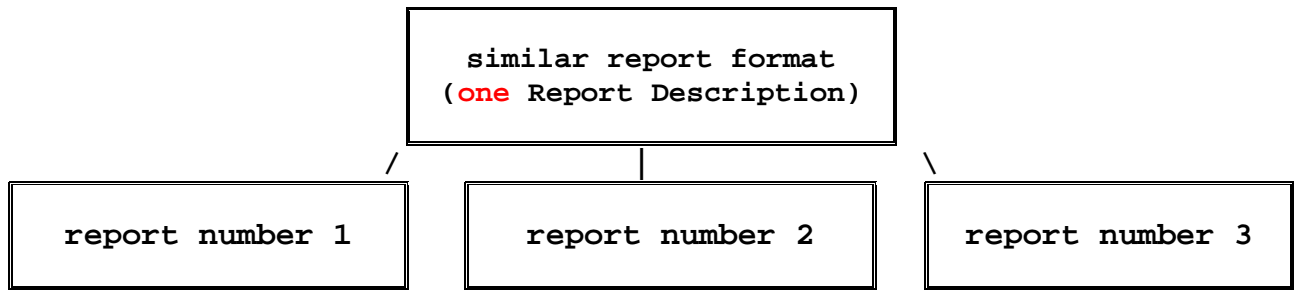 similar report format
(one Report Description)
/ | \
report number 1 report number 2 report number 3